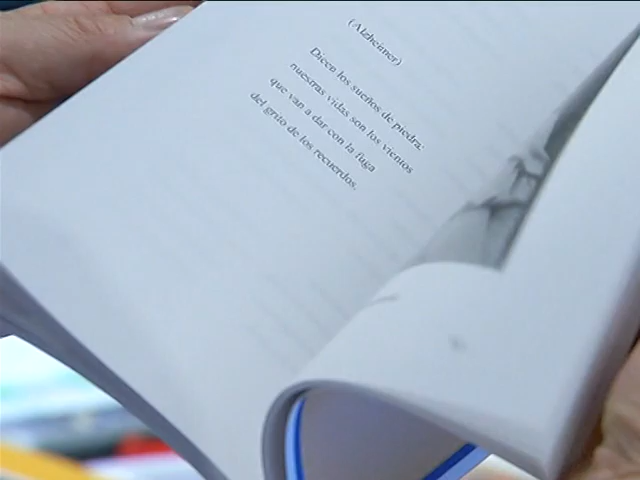 (Alzheimer)
Dicen los sueños de piedra:
nuestras vidas son los vientos
que van a dar con la fuga
del grito de los recuerdos.